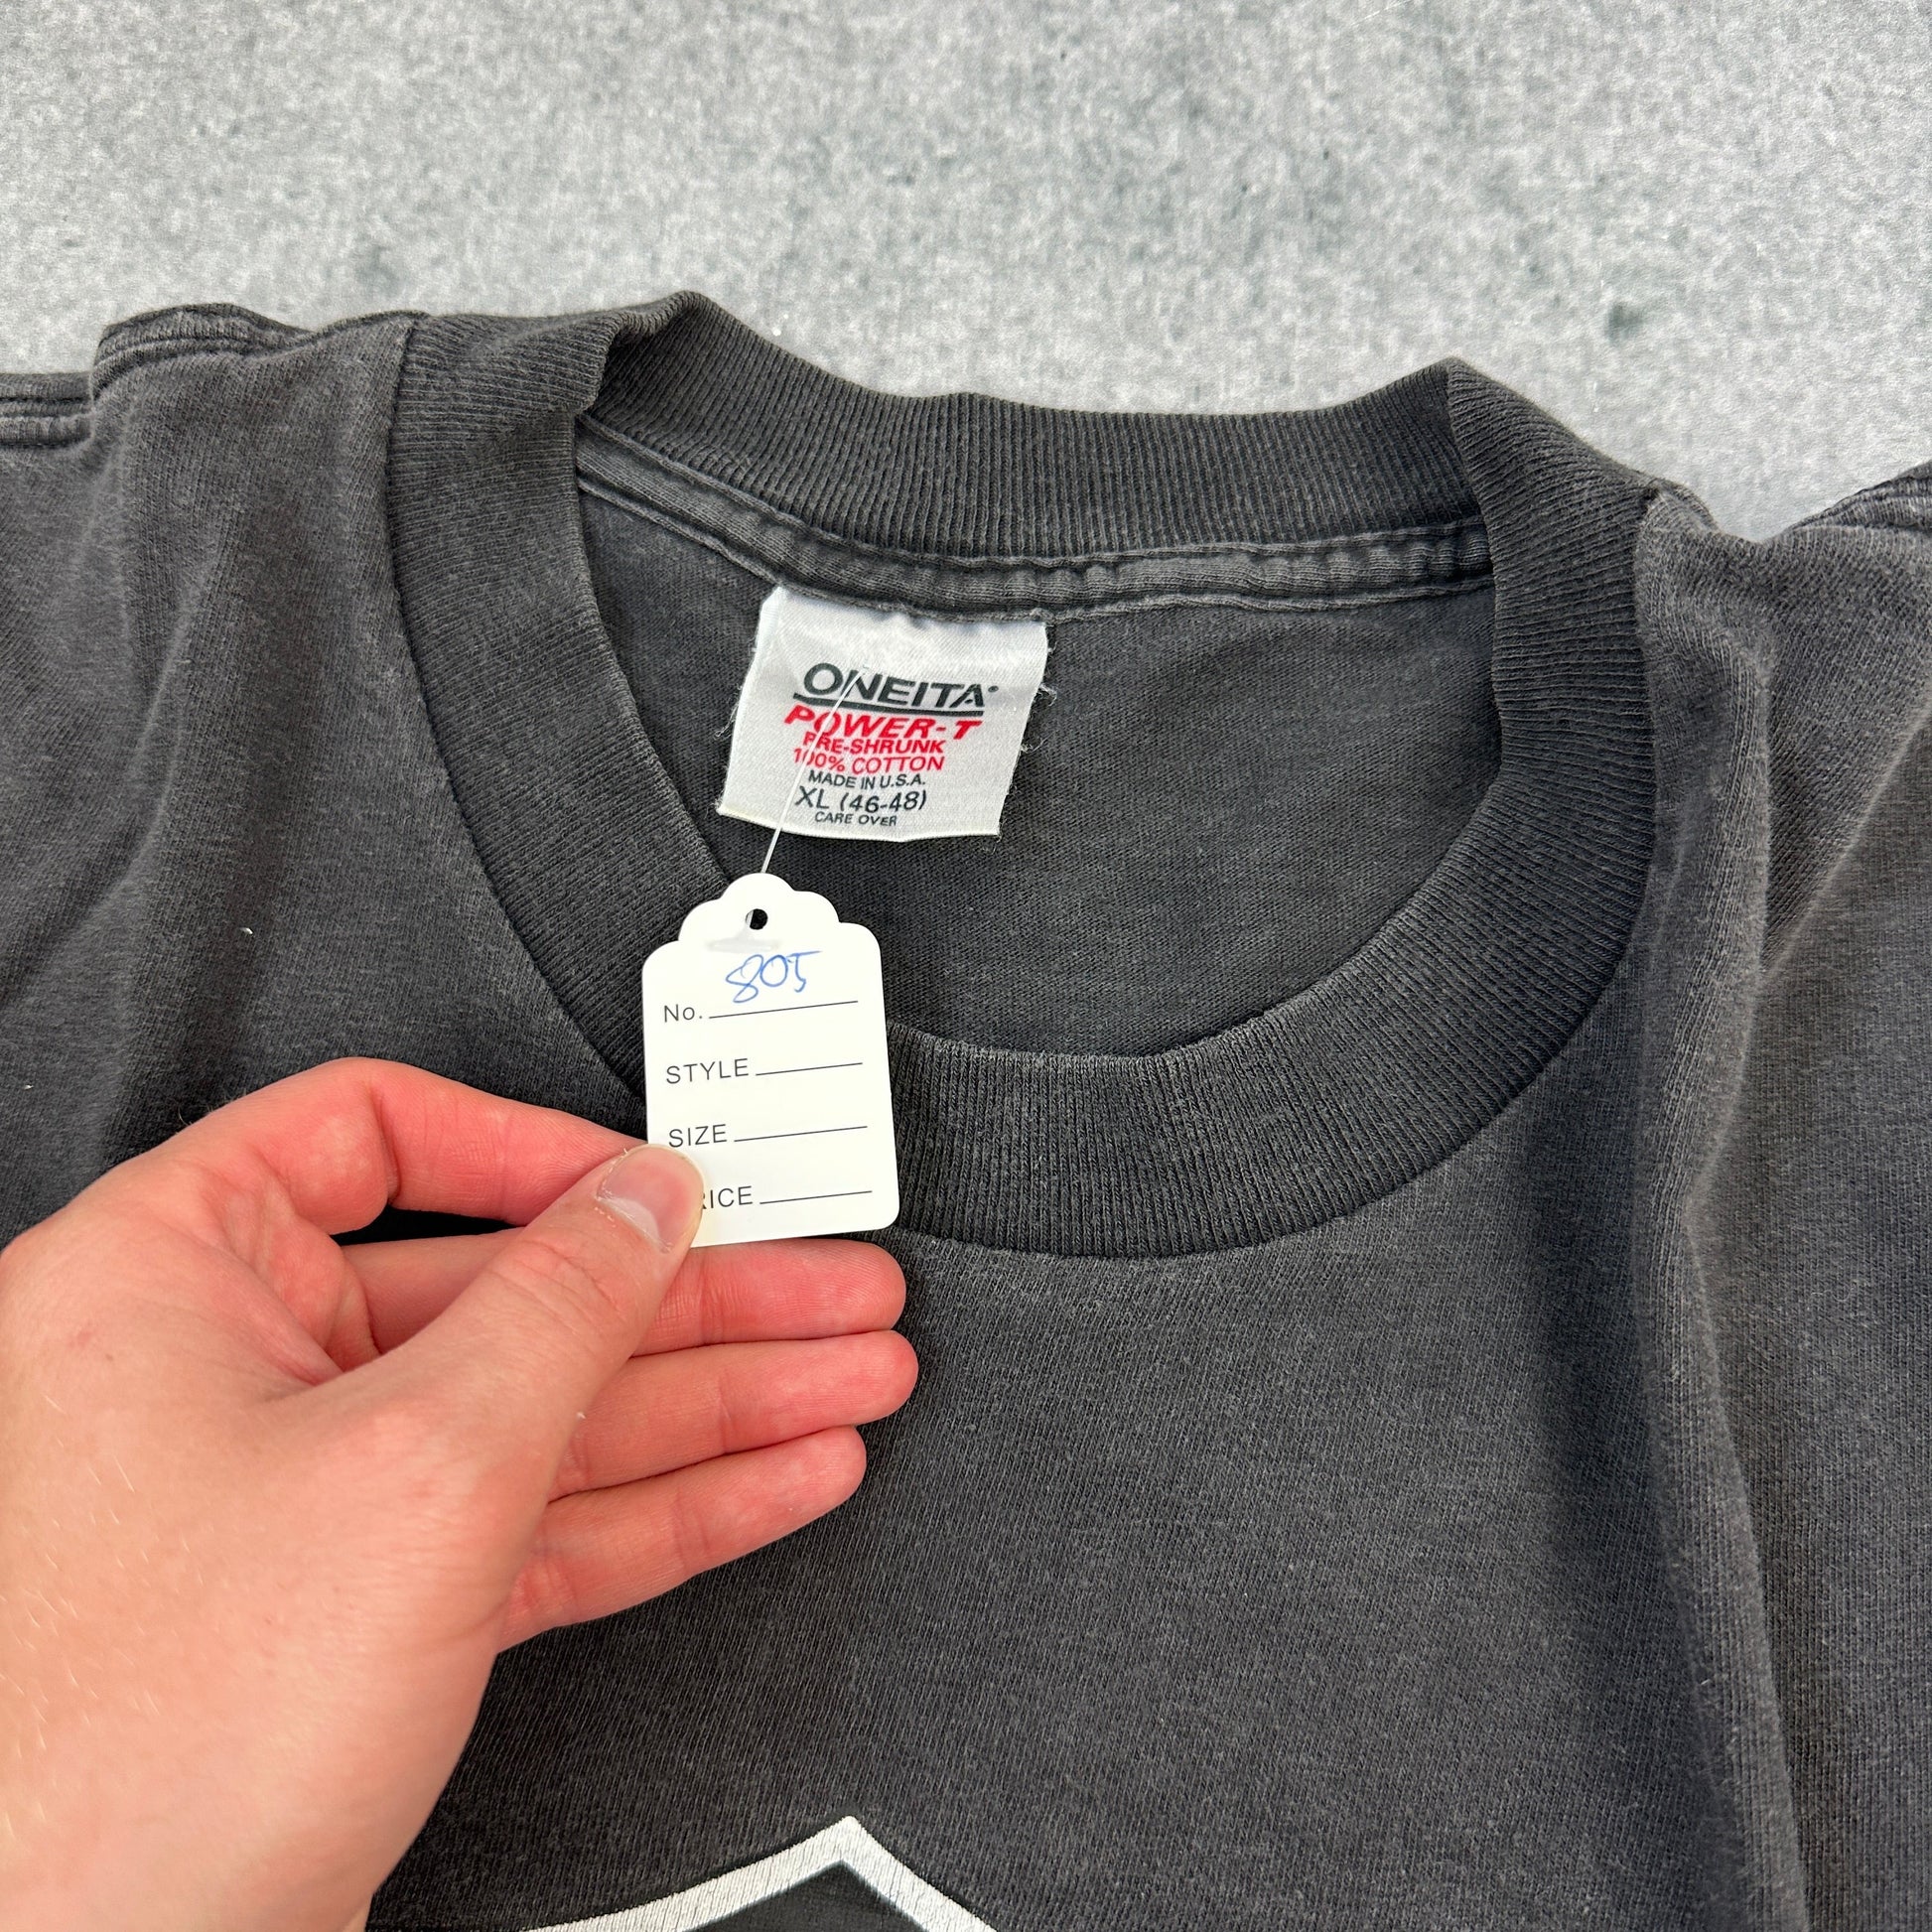 ONEITA®
POWER-T
PRE-SHRUNK
100% COTTON
MADE IN U.S.A.
XL (46-48)
CARE OVER
805
No.
STYLE
SIZE
RICE